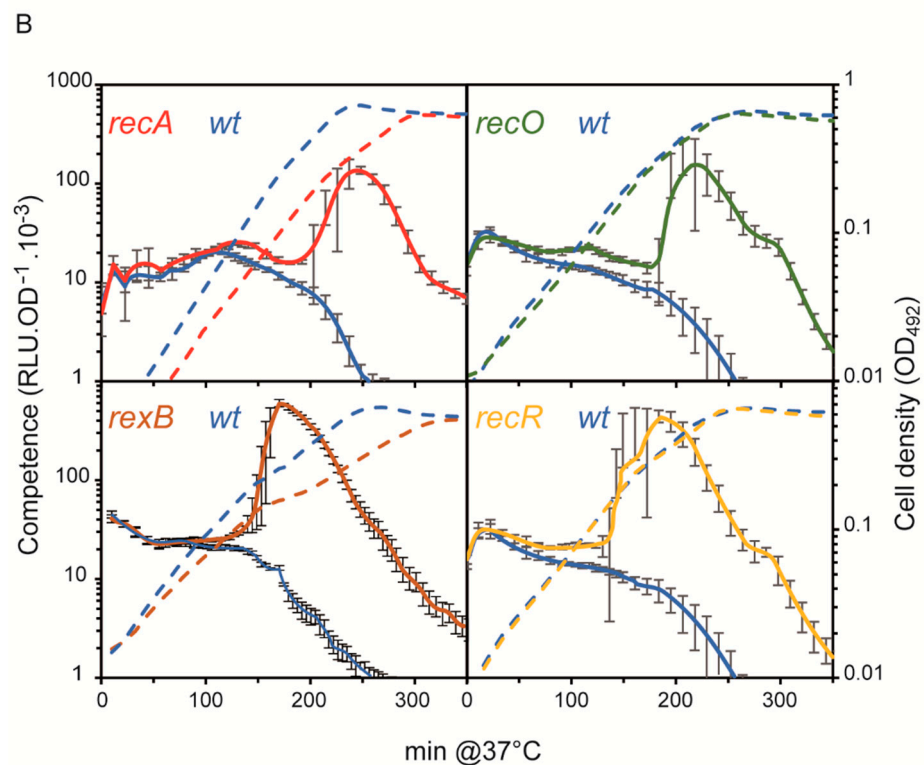 B
1000
100
10
1
recA wt
recO wt
1
0.1
0.01
100
10
1
rexB wt
recR wt
0.1
0.01
0 100 200 300 0 100 200 300
Competence (RLU.OD⁻¹ .10⁻³)
Cell density (OD₄₉₂)
min @37°C